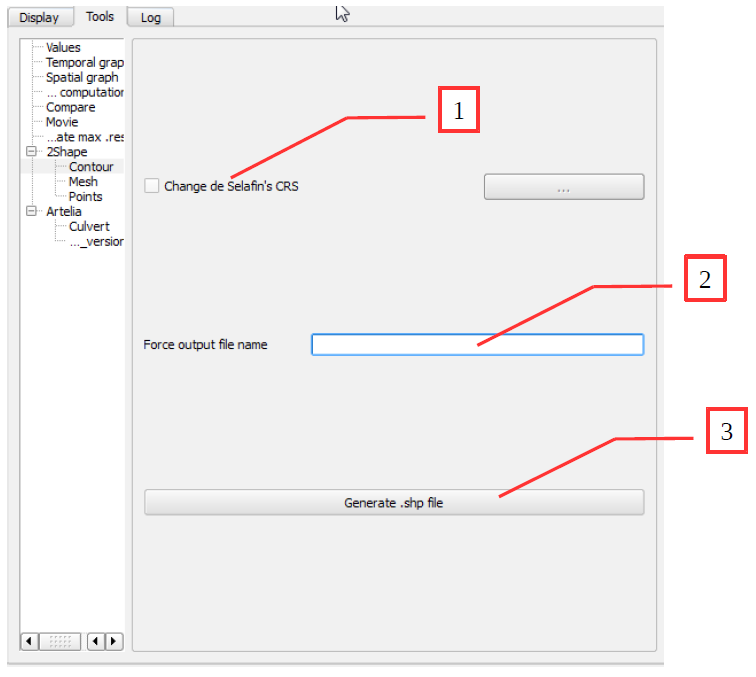 Display Tools Log
Values
Temporal grap
Spatial graph
... computation
Compare
Movie
...ate max .res
2Shape
Contour
Mesh
Points
Artelia
Culvert
..._version
1
Change de Selafin's CRS
...
2
Force output file name
3
Generate .shp file